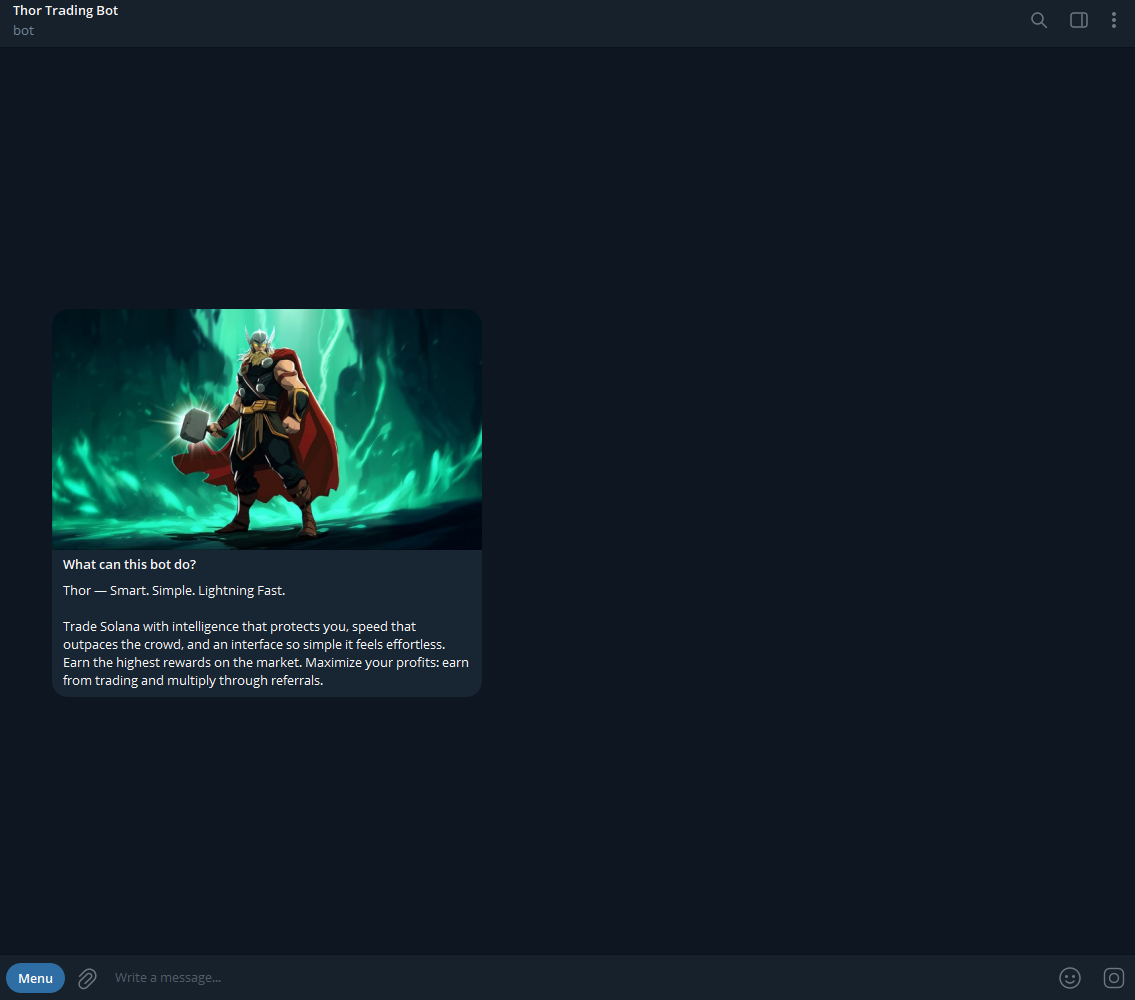 Thor Trading Bot
bot
What can this bot do?
Thor — Smart. Simple. Lightning Fast.
Trade Solana with intelligence that protects you, speed that
outpaces the crowd, and an interface so simple it feels effortless.
Earn the highest rewards on the market. Maximize your profits: earn
from trading and multiply through referrals.
Menu
Write a message...